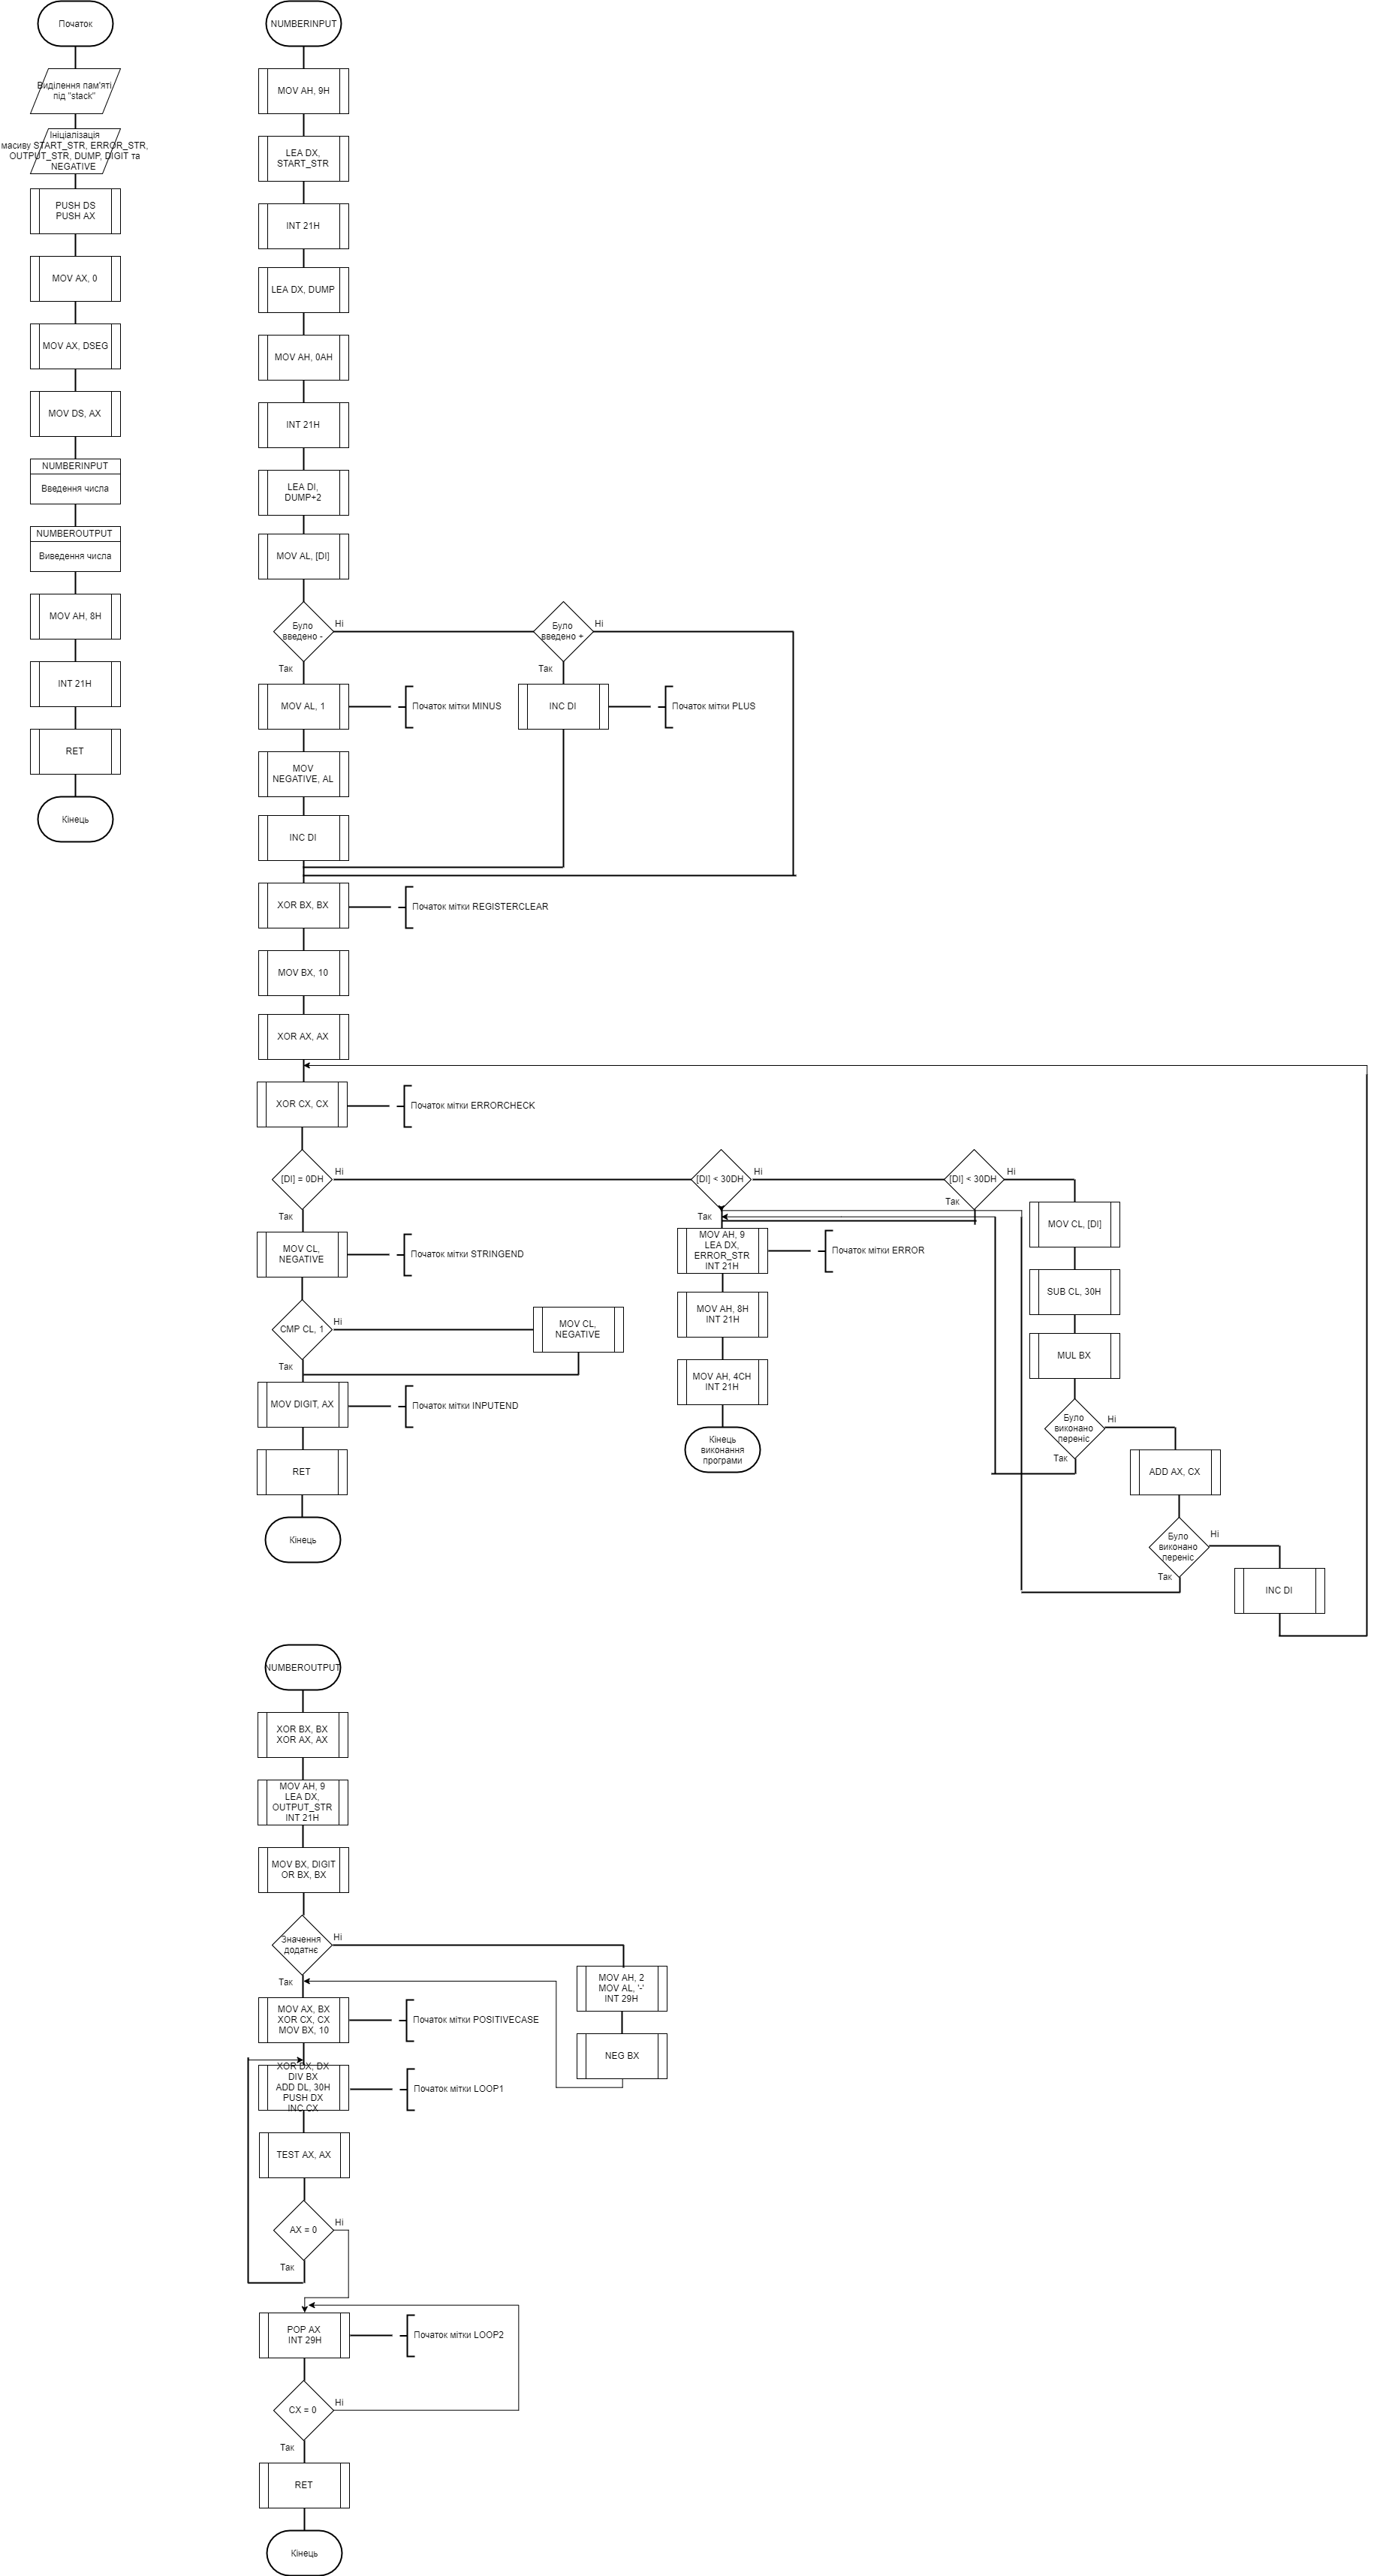 Початок
Виділення пам'яті
під "stack"
Ініціалізація
масиву START_STR, ERROR_STR,
OUTPUT_STR, DUMP, DIGIT та
NEGATIVE
PUSH DS
PUSH AX
MOV AX, 0
MOV AX, DSEG
MOV DS, AX
NUMBERINPUT
Введення числа
NUMBEROUTPUT
Виведення числа
MOV AH, 8H
INT 21H
RET
Кінець
NUMBERINPUT
MOV AH, 9H
LEA DX,
START_STR
INT 21H
LEA DX, DUMP
MOV AH, 0AH
INT 21H
LEA DI,
DUMP+2
MOV AL, [DI]
Було
введено -
Ні
Так
Було
введено +
Ні
Так
MOV AL, 1
Початок мітки MINUS
INC DI
Початок мітки PLUS
MOV
NEGATIVE, AL
INC DI
XOR BX, BX
Початок мітки REGISTERCLEAR
MOV BX, 10
XOR AX, AX
XOR CX, CX
Початок мітки ERRORCHECK
[DI] = 0DH
Ні
Так
[DI] < 30DH
Ні
Так
[DI] < 30DH
Ні
Так
MOV CL,
NEGATIVE
Початок мітки STRINGEND
CMP CL, 1
Ні
Так
MOV CL,
NEGATIVE
MOV DIGIT, AX
Початок мітки INPUTEND
RET
Кінець
MOV AH, 9
LEA DX,
ERROR_STR
INT 21H
Початок мітки ERROR
MOV AH, 8H
INT 21H
MOV AH, 4CH
INT 21H
Кінець
виконання
програми
MOV CL, [DI]
SUB CL, 30H
MUL BX
Було
виконано
переніс
Ні
Так
ADD AX, CX
Було
виконано
переніс
Ні
Так
INC DI
NUMBEROUTPUT
XOR BX, BX
XOR AX, AX
MOV AH, 9
LEA DX,
OUTPUT_STR
INT 21H
MOV BX, DIGIT
OR BX, BX
Значення
додатнє
Ні
Так
MOV AH, 2
MOV AL, '-'
INT 29H
NEG BX
MOV AX, BX
XOR CX, CX
MOV BX, 10
Початок мітки POSITIVECASE
XOR DX, DX
DIV BX
ADD DL, 30H
PUSH DX
INC CX
Початок мітки LOOP1
TEST AX, AX
AX = 0
Ні
Так
POP AX
INT 29H
Початок мітки LOOP2
CX = 0
Ні
Так
RET
Кінець